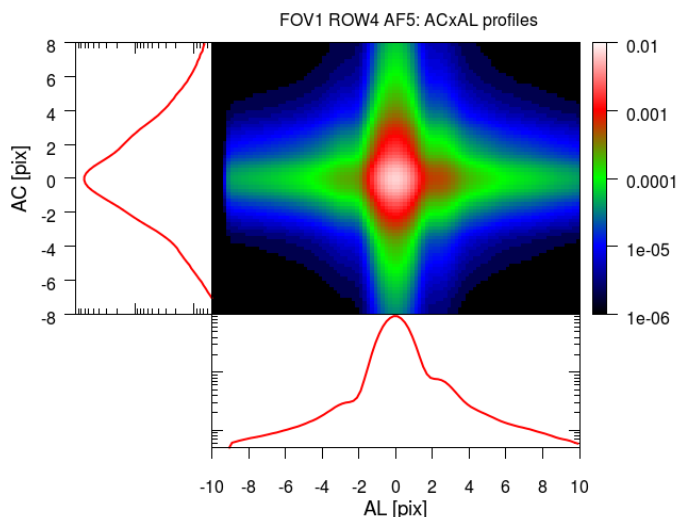 FOV1 ROW4 AF5: ACxAL profiles
8
6
4
2
0
-2
-4
-6
-8
AC [pix]
0.01
0.001
0.0001
1e-05
1e-06
-10 -8 -6 -4 -2 0 2 4 6 8 10
AL [pix]